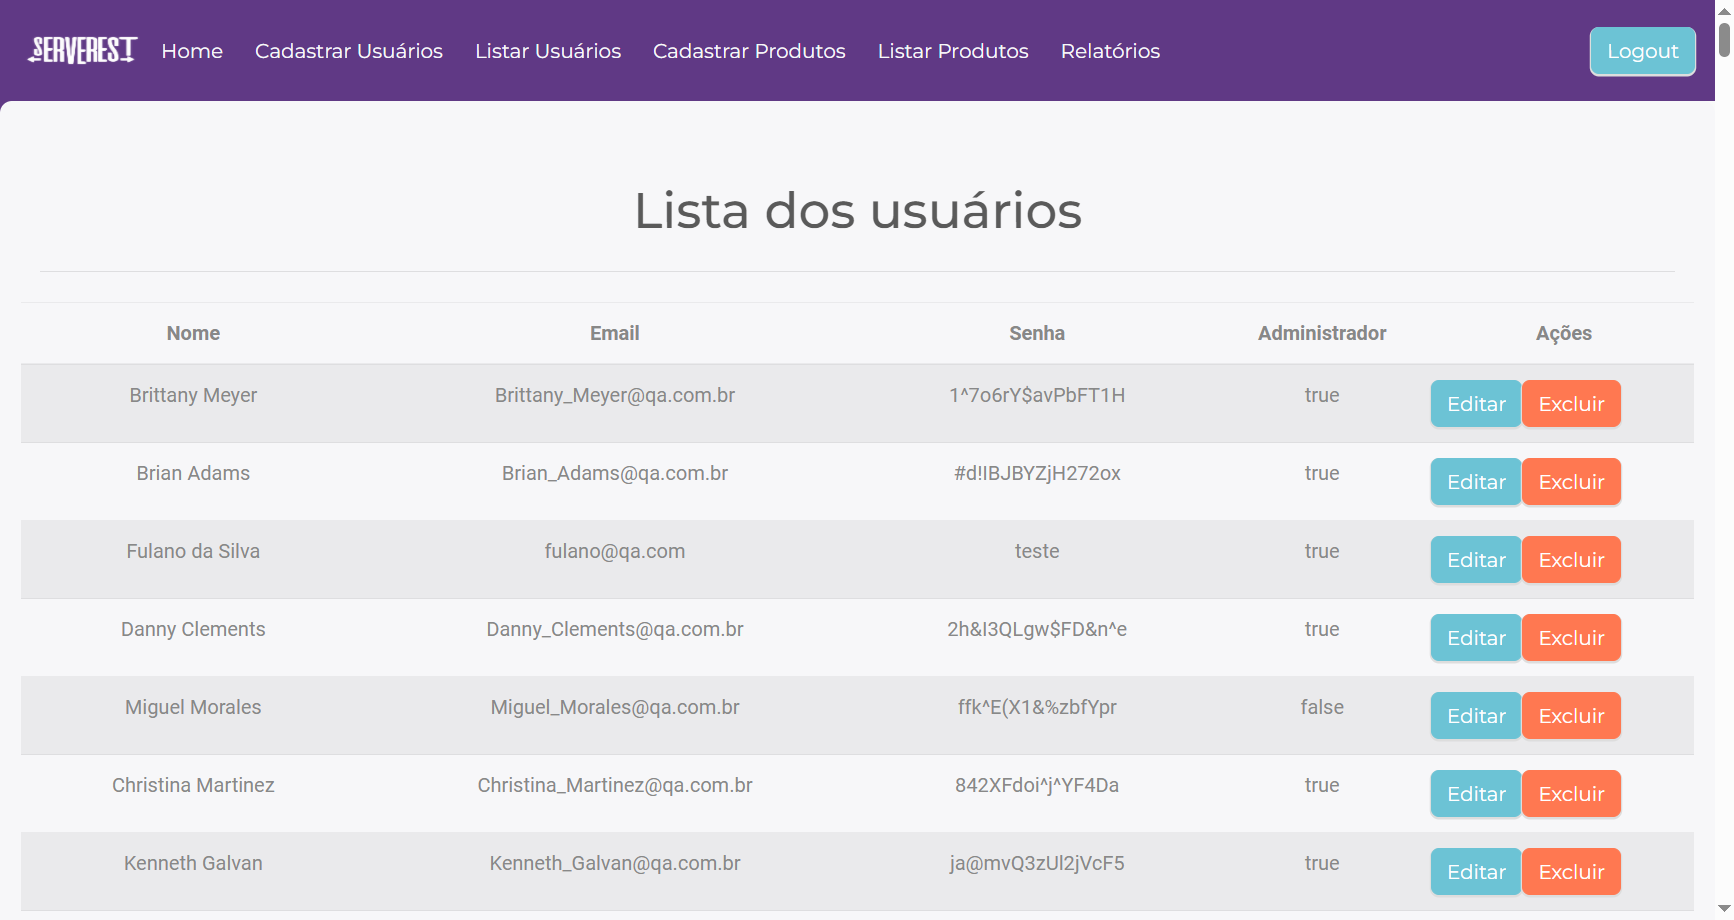 SERVEREST Home Cadastrar Usuários Listar Usuários Cadastrar Produtos Listar Produtos Relatórios Logout
Lista dos usuários
Nome Email Senha Administrador Ações
Brittany Meyer Brittany_Meyer@qa.com.br 1^7o6rY$avPbFT1H true Editar Excluir
Brian Adams Brian_Adams@qa.com.br #d!IBJBYZjH272ox true Editar Excluir
Fulano da Silva fulano@qa.com teste true Editar Excluir
Danny Clements Danny_Clements@qa.com.br 2h&I3QLgw$FD&n^e true Editar Excluir
Miguel Morales Miguel_Morales@qa.com.br ffk^E(X1&%zbfYpr false Editar Excluir
Christina Martinez Christina_Martinez@qa.com.br 842XFdoi^j^YF4Da true Editar Excluir
Kenneth Galvan Kenneth_Galvan@qa.com.br ja@mvQ3zUl2jVcF5 true Editar Excluir